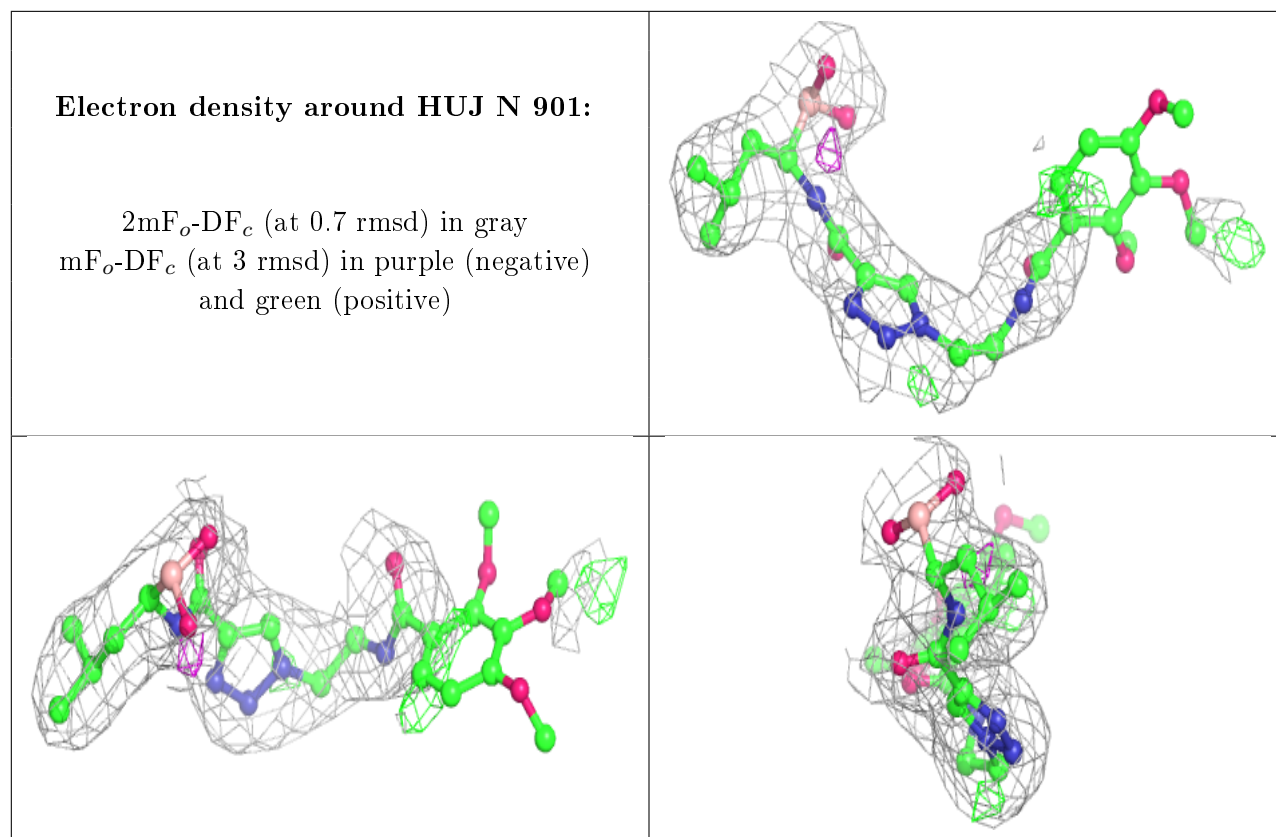 Electron density around HUJ N 901:
2mFₒ-DF𝑐 (at 0.7 rmsd) in gray
mFₒ-DF𝑐 (at 3 rmsd) in purple (negative)
and green (positive)